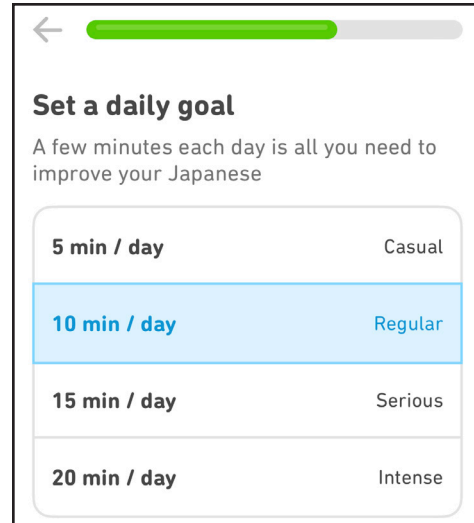 Set a daily goal
A few minutes each day is all you need to
improve your Japanese
5 min / day Casual
10 min / day Regular
15 min / day Serious
20 min / day Intense